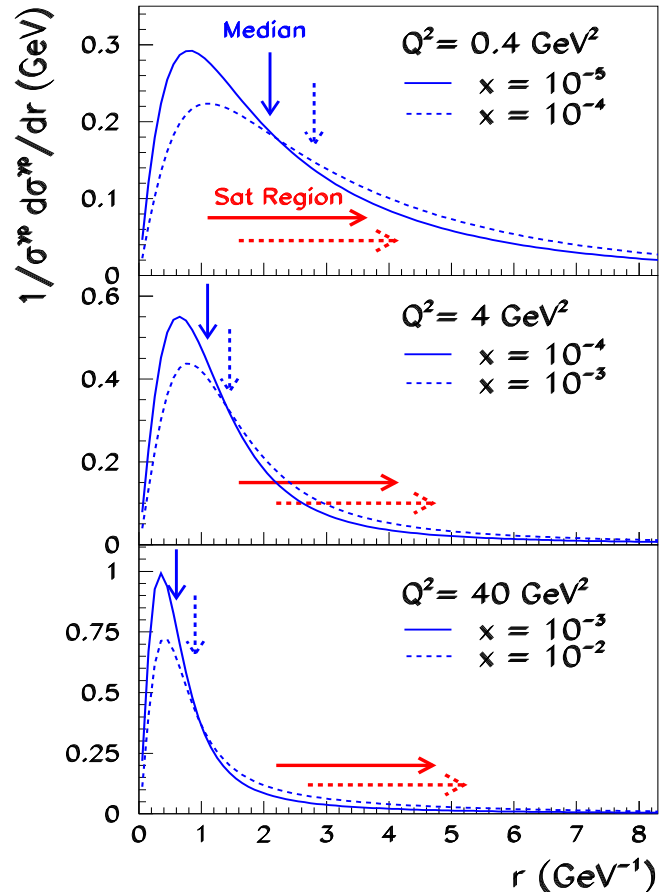 1/σ^γ*p dσ^γ*p/dr (GeV)
Median
Q² = 0.4 GeV²
x = 10⁻⁵
x = 10⁻⁴
Sat Region
0.3
0.2
0.1
0
Q² = 4 GeV²
x = 10⁻⁴
x = 10⁻³
0.6
0.4
0.2
0
Q² = 40 GeV²
x = 10⁻³
x = 10⁻²
1
0.75
0.5
0.25
0
0 1 2 3 4 5 6 7 8
r (GeV⁻¹)